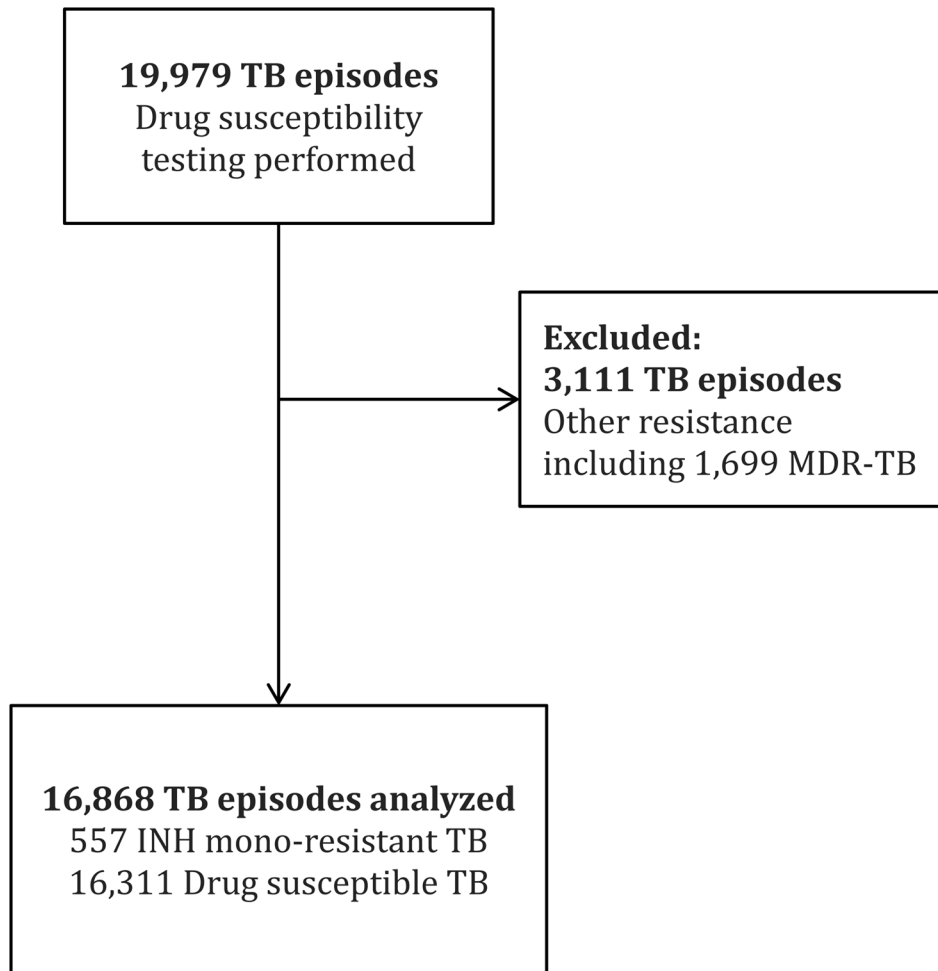 19,979 TB episodes
Drug susceptibility
testing performed
Excluded:
3,111 TB episodes
Other resistance
including 1,699 MDR-TB
16,868 TB episodes analyzed
557 INH mono-resistant TB
16,311 Drug susceptible TB